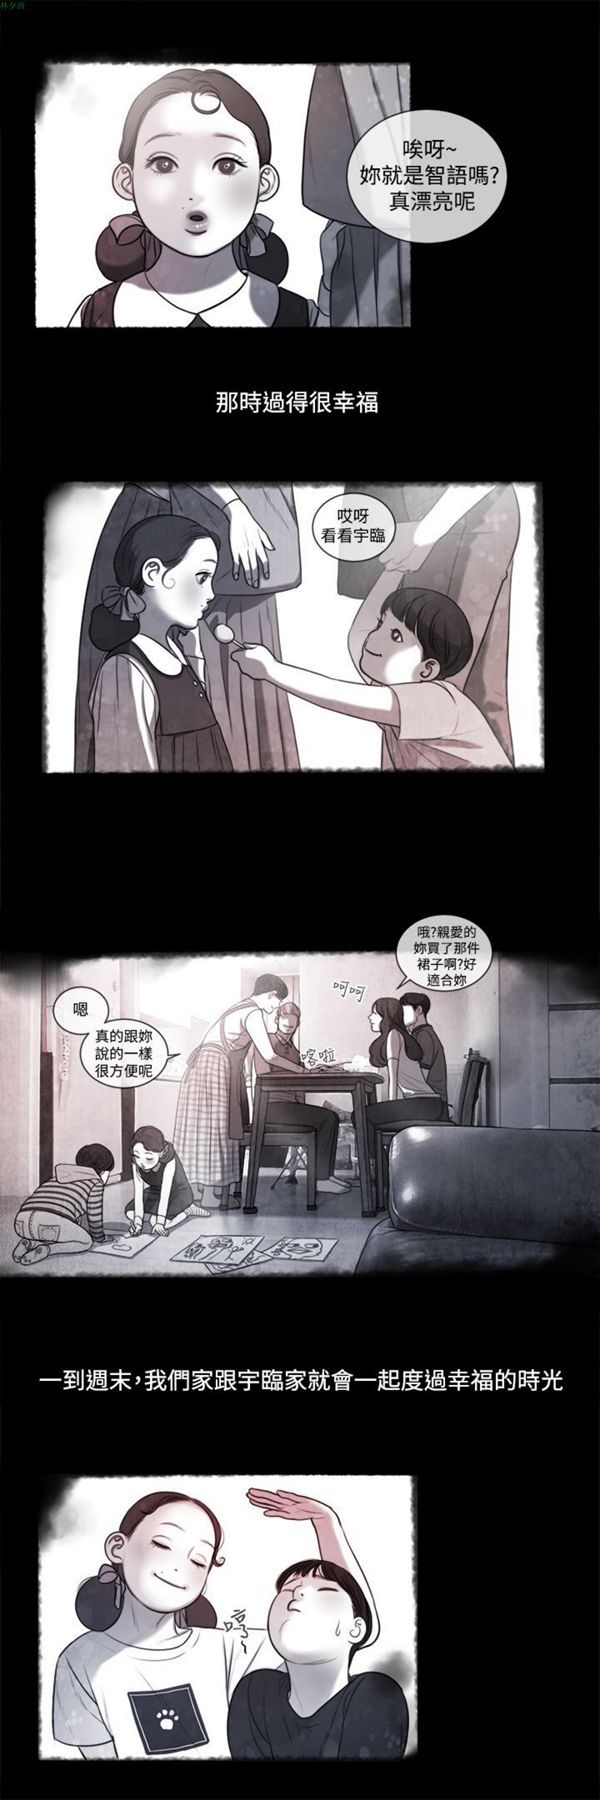 林夕西
唉呀~
妳就是智語嗎?
真漂亮呢
那時過得很幸福
哎呀
看看宇臨
哦?親愛的
妳買了那件
裙子啊?好
適合妳
呵呵
嗯
真的跟妳
說的一樣
很方便呢
喀啦
一到週末,我們家跟宇臨家就會一起度過幸福的時光